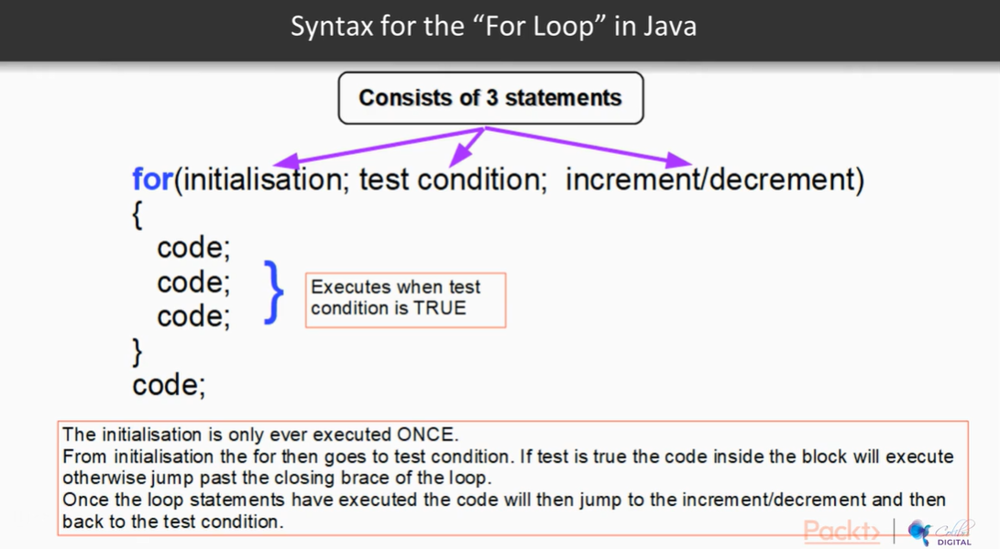 Syntax for the “For Loop” in Java
Consists of 3 statements
for(initialisation; test condition;  increment/decrement)
{
code;
code;
code;
}
Executes when test
condition is TRUE
}
code;
The initialisation is only ever executed ONCE.
From initialisation the for then goes to test condition. If test is true the code inside the block will execute
otherwise jump past the closing brace of the loop.
Once the loop statements have executed the code will then jump to the increment/decrement and then
back to the test condition.
Packt>
DIGITAL